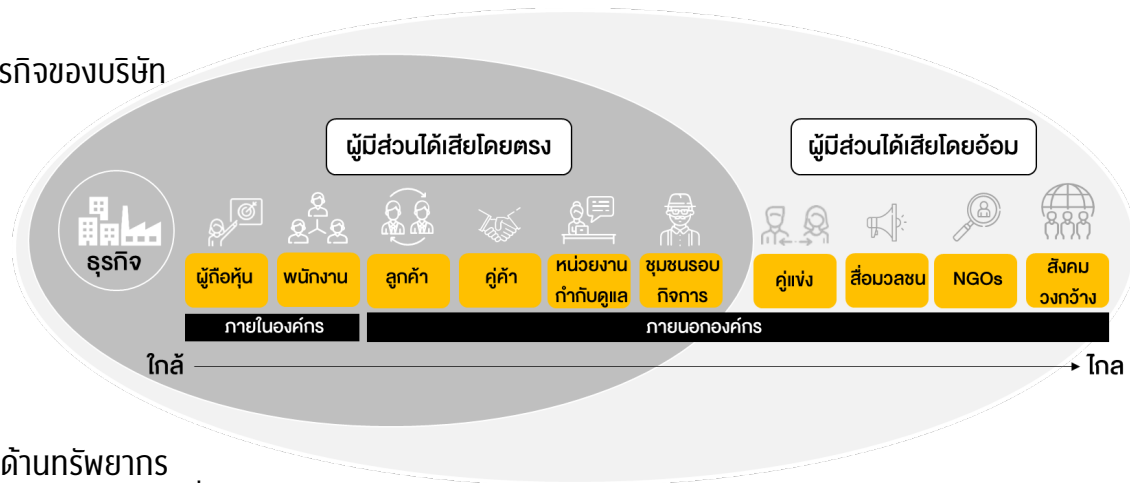 รกิจของบริษัท
ผู้มีส่วนได้เสียโดยตรง
ผู้มีส่วนได้เสียโดยอ้อม
ธุรกิจ
ผู้ถือหุ้น
พนักงาน
ลูกค้า
คู่ค้า
หน่วยงาน
กำกับดูแล
ชุมชนรอบ
กิจการ
คู่แข่ง
สื่อมวลชน
NGOs
สังคม
วงกว้าง
ภายในองค์กร
ภายนอกองค์กร
ใกล้
ไกล
ด้านทรัพยากร